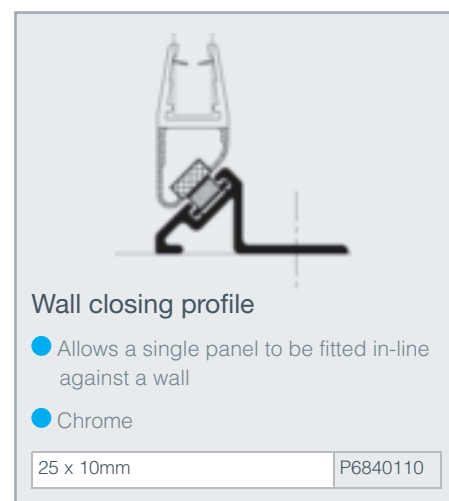 Wall closing profile
Allows a single panel to be fitted in-line
against a wall
Chrome
25 x 10mm P6840110